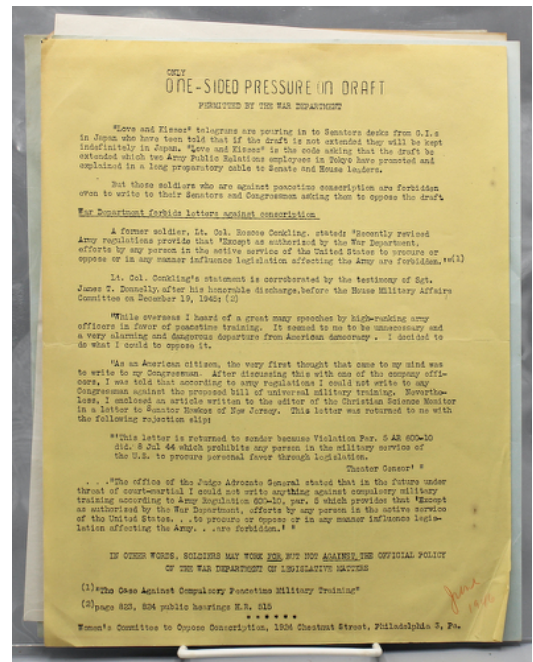 ONLY
ONE-SIDED PRESSURE ON DRAFT
PERMITTED BY THE WAR DEPARTMENT
"Love and Kisses" telegrams are pouring in to Senators desks from G.I.s
in Japan who have been told that if the draft is not extended they will be kept
indefinitely in Japan. "Love and Kisses" is the code asking that the draft be
extended which two Army Public Relations employees in Tokyo have promoted and
explained in a long preparatory cable to Senate and House leaders.
But those soldiers who are against peacetime conscription are forbidden
even to write to their Senators and Congressmen asking them to oppose the draft
War Department forbids letters against conscription
A former soldier, Lt. Col. Roscoe Conkling, stated: "Recently revised
Army regulations provide that 'Except as authorized by the War Department,
efforts by any person in the active service of the United States to procure or
oppose or in any manner influence legislation affecting the Army are forbidden.'"(1)
Lt. Col. Conkling's statement is corroborated by the testimony of Sgt.
James T. Donnelly, after his honorable discharge, before the House Military Affairs
Committee on December 19, 1945; (2)
"While overseas I heard of a great many speeches by high-ranking army
officers in favor of peacetime training. It seemed to me to be unnecessary and
a very alarming and dangerous departure from American democracy. I decided to
do what I could to oppose it.
"As an American citizen, the very first thought that came to my mind was
to write to my Congressman. After discussing this with one of the company offi-
cers, I was told that according to army regulations I could not write to any
Congressman against the proposed bill of universal military training. Neverthe-
less, I enclosed an article written to the editor of the Christian Science Monitor
in a Letter to Senator Hawkes of New Jersey. This letter was returned to me with
the following rejection slip:
"'This letter is returned to sender because Violation Par. 5 AR 600-10
dtd. 8 Jul 44 which prohibits any person in the military service of
the U.S. to procure personal favor through legislation.
Theater Censor' "
. . ."The office of the Judge Advocate General stated that in the future under
threat of court-martial I could not write anything against compulsory military
training according to Army Regulation 600-10, par. 5 which provides that 'Except
as authorized by the War Department, efforts by any person in the active service
of the United States. . .to procure or oppose or in any manner influence legis-
lation affecting the Army. . .are forbidden.' "
IN OTHER WORDS, SOLDIERS MAY WORK FOR BUT NOT AGAINST, THE OFFICIAL POLICY
OF THE WAR DEPARTMENT ON LEGISLATIVE MATTERS
(1)"The Case Against Compulsory Peacetime Military Training"
(2)page 823, 824 public hearings H.R. 515
* * * * * *
Women's Committee to Oppose Conscription, 1934 Chestnut Street, Philadelphia 3, Pa.
June
1946